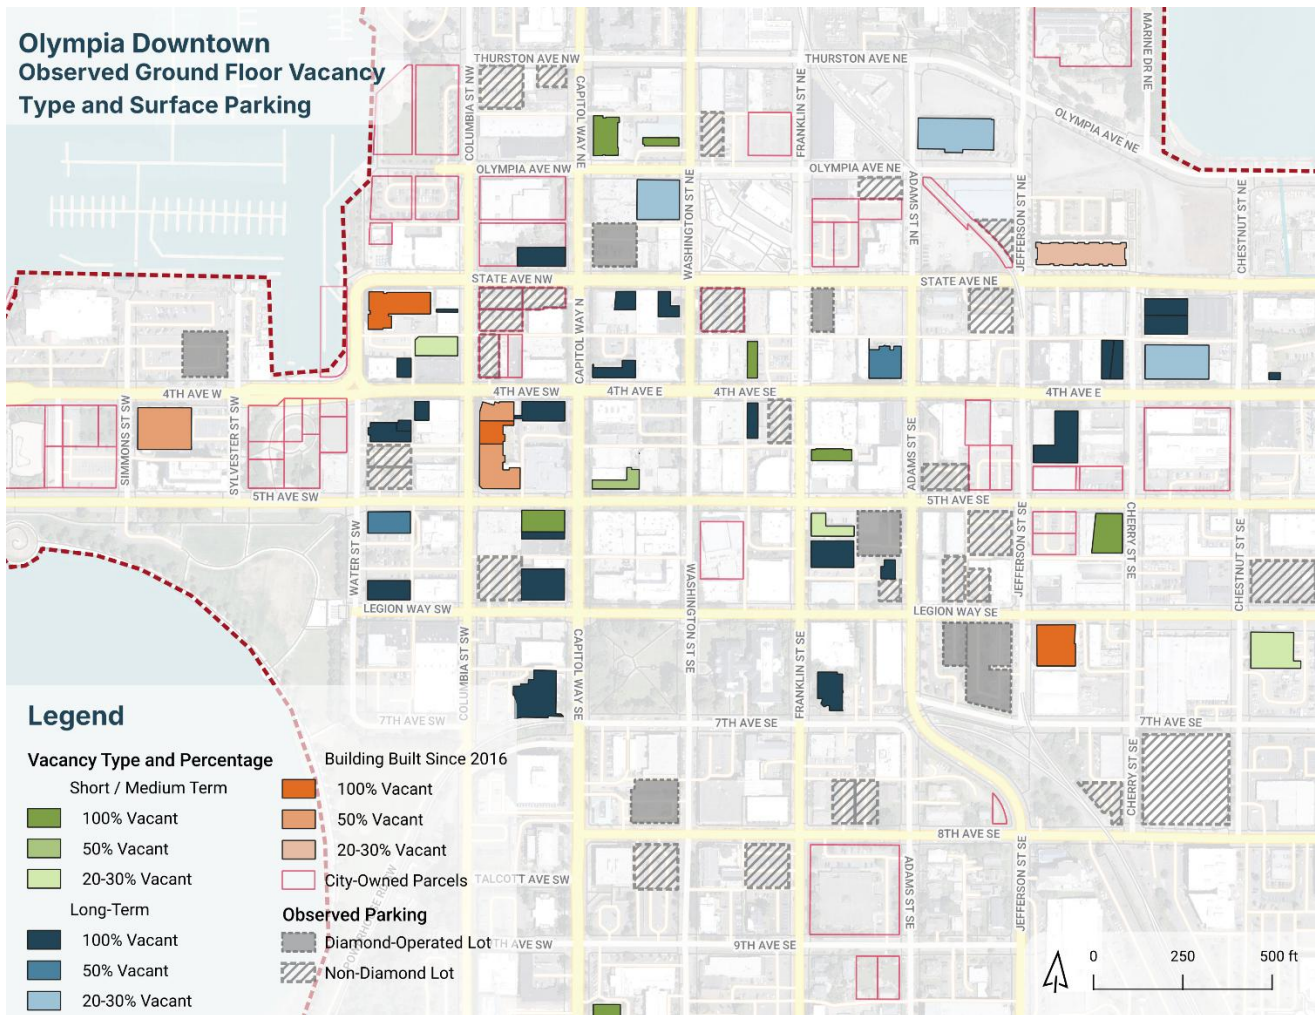 Olympia Downtown
Observed Ground Floor Vacancy
Type and Surface Parking
THURSTON AVE NW
THURSTON AVE NE
MARINE DR NE
COLUMBIA ST NW
CAPITOL WAY NE
FRANKLIN ST NE
OLYMPIA AVE NE
OLYMPIA AVE NW
OLYMPIA AVE NE
WASHINGTON ST NE
ADAMS ST NE
JEFFERSON ST NE
CHESTNUT ST NE
STATE AVE NW
STATE AVE NE
CAPITOL WAY N
4TH AVE W
4TH AVE SW
4TH AVE E
4TH AVE SE
4TH AVE E
SIMMONS ST SW
SYLVESTER ST SW
ADAMS ST SE
5TH AVE SW
5TH AVE SE
WATER ST SW
WASHINGTON ST SE
JEFFERSON ST SE
CHERRY ST SE
CHESTNUT ST SE
LEGION WAY SW
LEGION WAY SE
COLUMBIA ST SW
CAPITOL WAY SE
FRANKLIN ST SE
7TH AVE SW
7TH AVE SE
7TH AVE SE
CHERRY ST SE
8TH AVE SE
TALCOTT AVE SW
ADAMS ST SE
JEFFERSON ST SE
9TH AVE SE
Legend
Vacancy Type and Percentage
Short / Medium Term
100% Vacant
50% Vacant
20-30% Vacant
Long-Term
100% Vacant
50% Vacant
20-30% Vacant
Building Built Since 2016
100% Vacant
50% Vacant
20-30% Vacant
City-Owned Parcels
Observed Parking
Diamond-Operated Lot
Non-Diamond Lot
0 250 500 ft